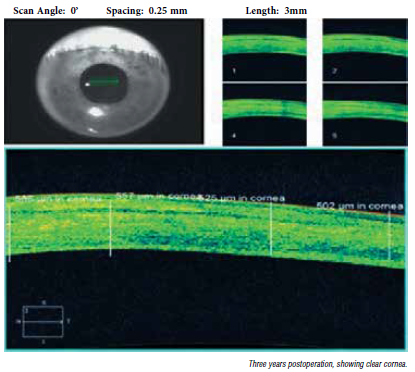 Scan Angle: 0° Spacing: 0.25 mm Length: 3mm
1
2
4
5
557 µm in cornea 525 µm in cornea 502 µm in cornea
Three years postoperation, showing clear cornea.